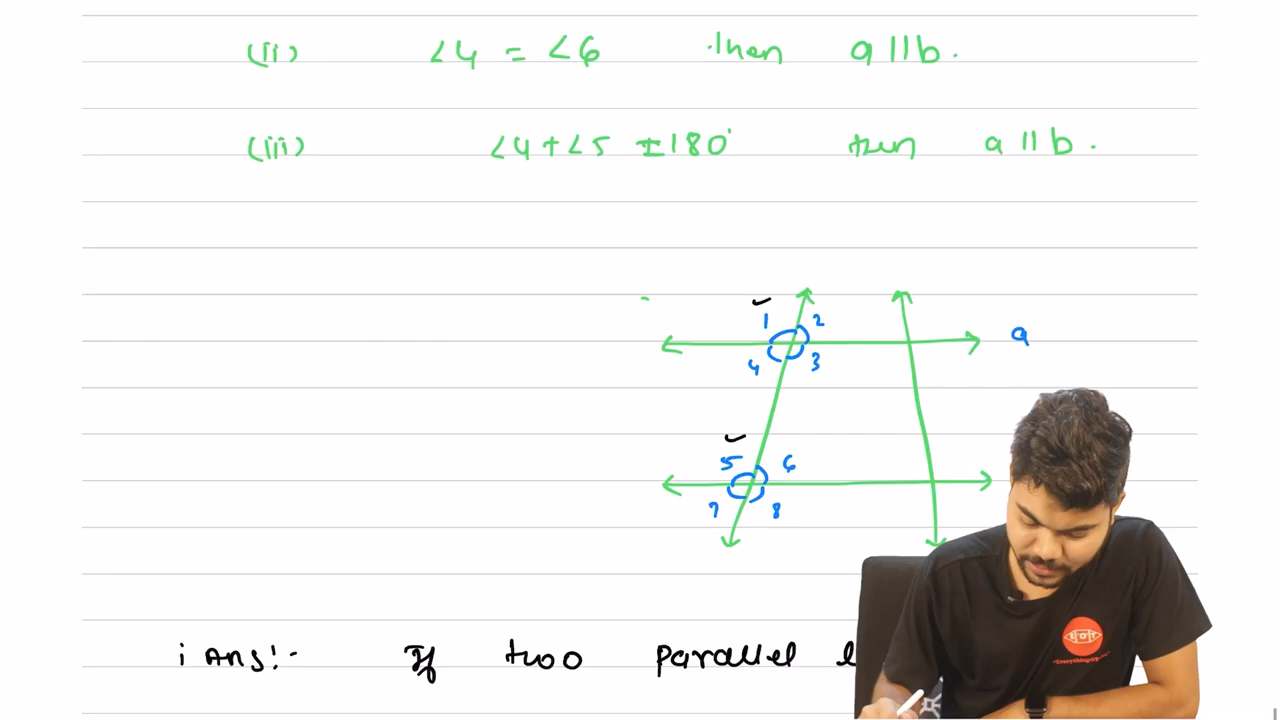 (ii) ∠4 = ∠6 then a || b.
(iii) ∠4 + ∠5 = 180° then a || b.
1 2
a
4 3
5 6
7 8
i Ans:- If two parallel